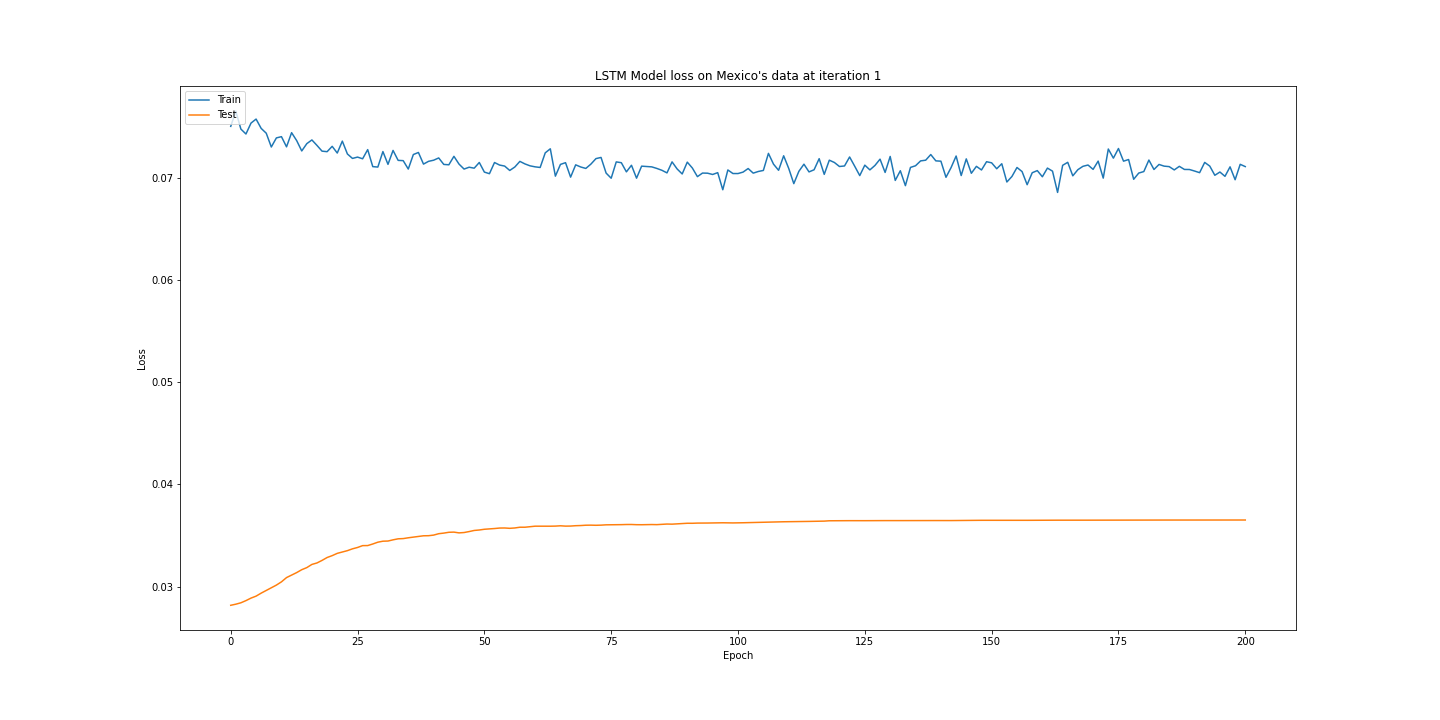 LSTM Model loss on Mexico's data at iteration 1
Train
Test
0.07
0.06
0.05
0.04
0.03
Loss
0 25 50 75 100 125 150 175 200
Epoch